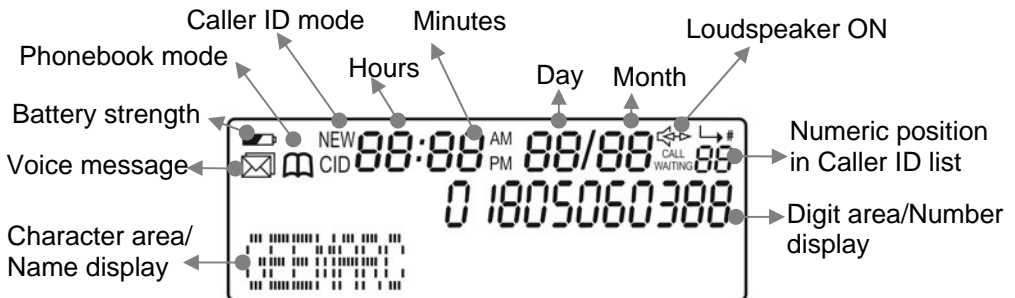 Caller ID mode
Minutes
Loudspeaker ON
Phonebook mode
Hours
Day
Month
Battery strength
NEW
CID
88:88
AM
PM
88/88
CALL
WAITING
#
88
Numeric position
in Caller ID list
Voice message
01805060388
Digit area/Number
display
Character area/
Name display